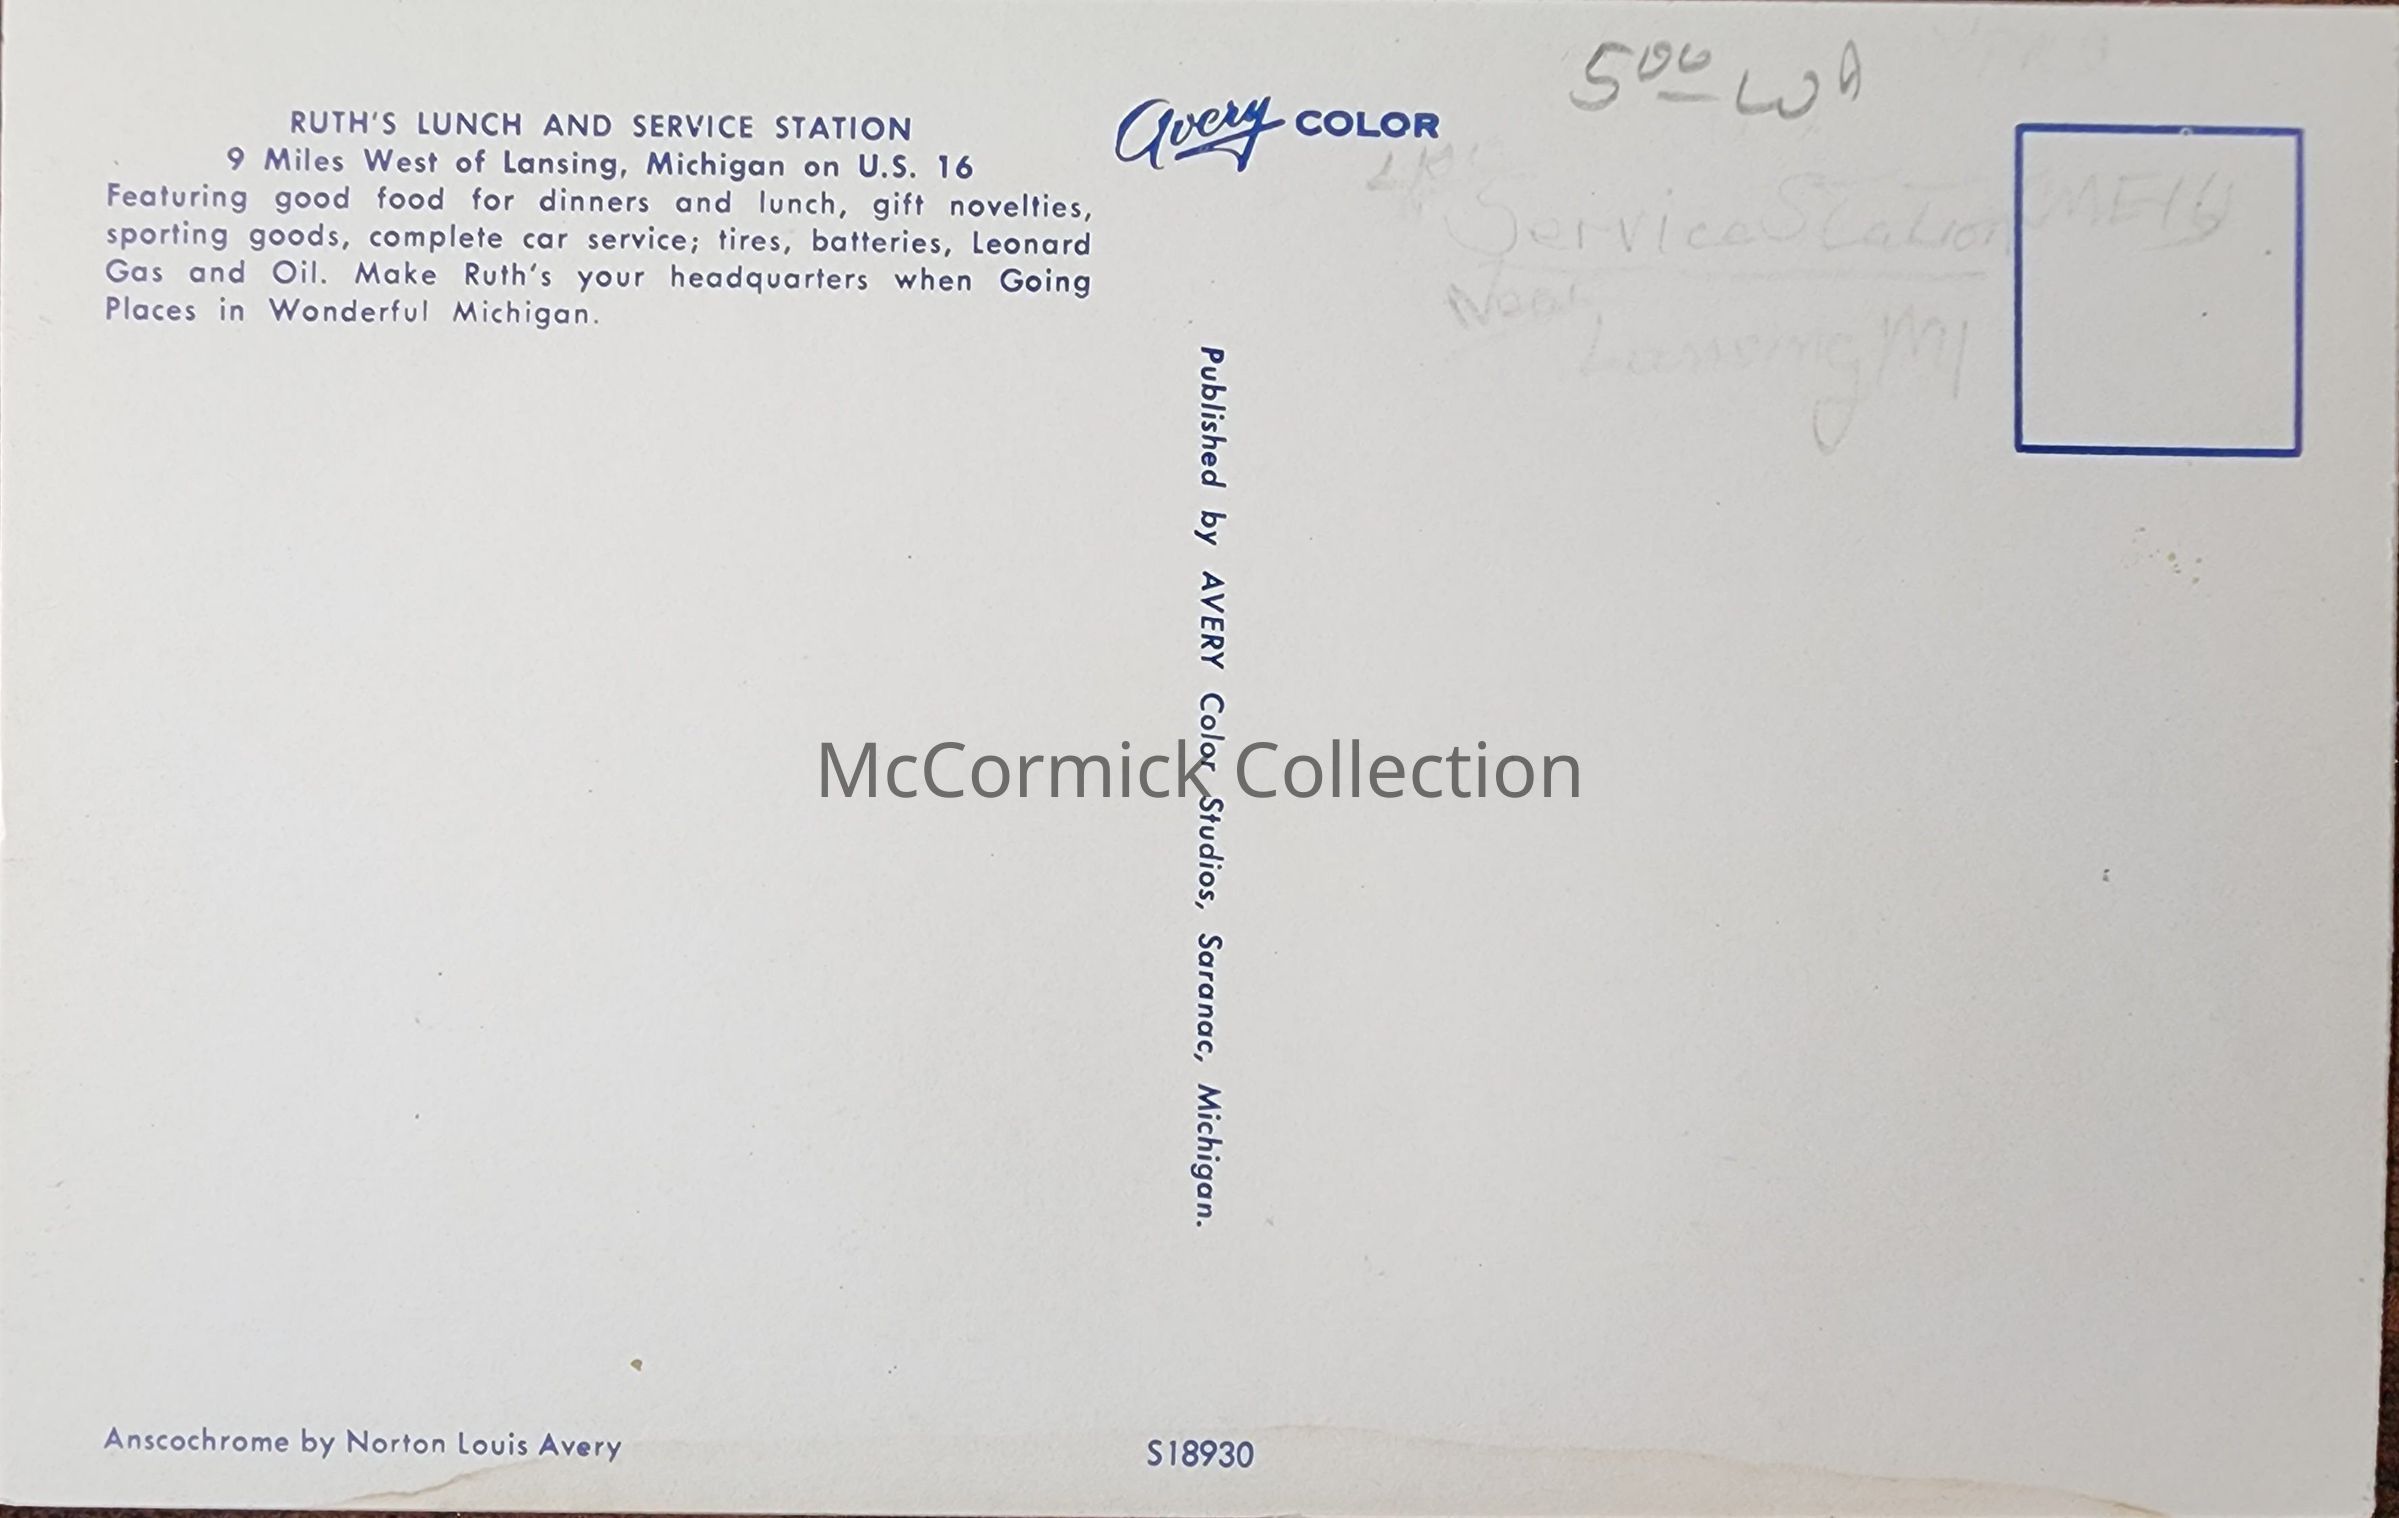 RUTH'S LUNCH AND SERVICE STATION
9 Miles West of Lansing, Michigan on U.S. 16
Featuring good food for dinners and lunch, gift novelties,
sporting goods, complete car service; tires, batteries, Leonard
Gas and Oil. Make Ruth's your headquarters when Going
Places in Wonderful Michigan.
Avery COLOR
5 00
Service Station
Near
Lansing MI
Published by AVERY Color Studios, Saranac, Michigan.
McCormick Collection
Anscochrome by Norton Louis Avery
S18930